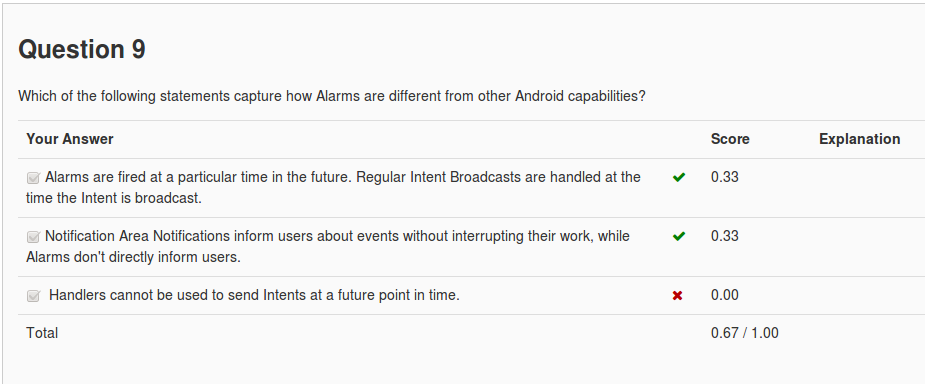 Question 9
Which of the following statements capture how Alarms are different from other Android capabilities?
Your Answer Score Explanation
Alarms are fired at a particular time in the future. Regular Intent Broadcasts are handled at the 0.33
time the Intent is broadcast.
Notification Area Notifications inform users about events without interrupting their work, while 0.33
Alarms don't directly inform users.
Handlers cannot be used to send Intents at a future point in time. 0.00
Total 0.67 / 1.00